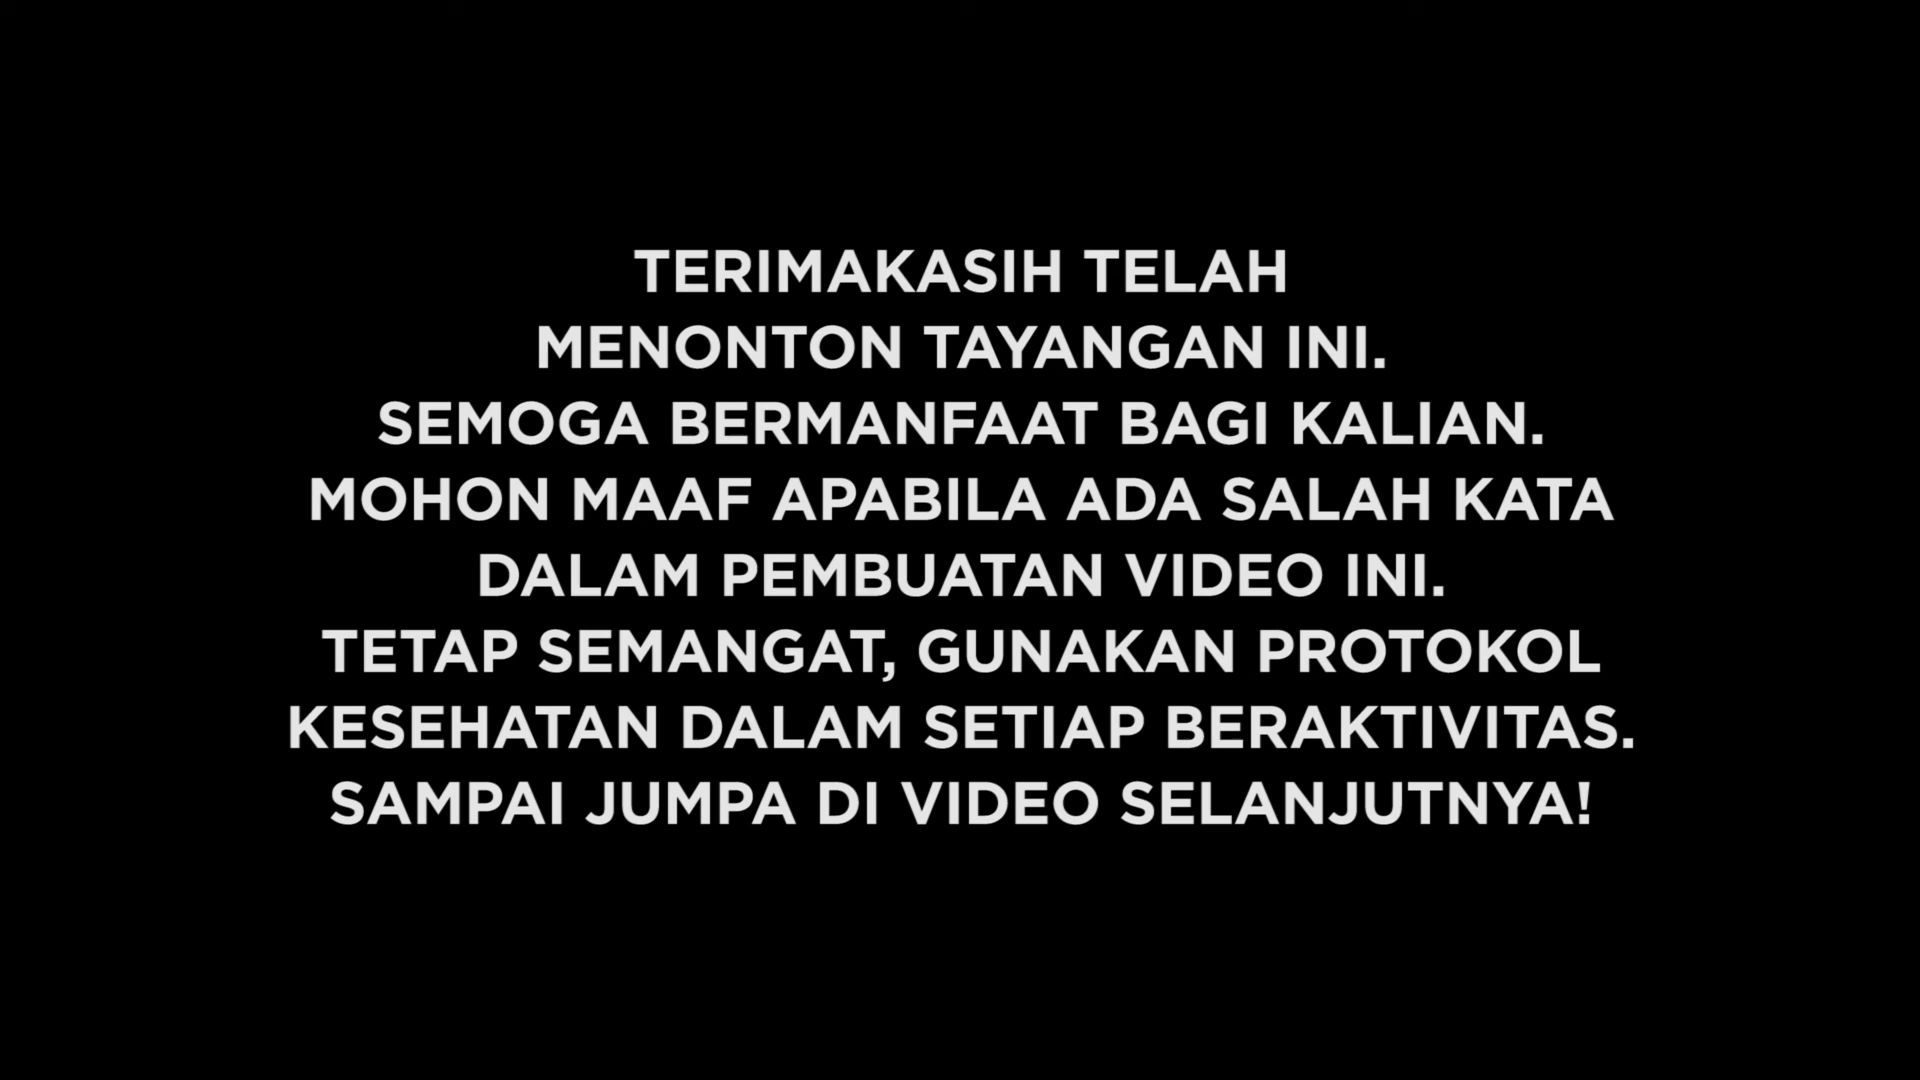 TERIMAKASIH TELAH
MENONTON TAYANGAN INI.
SEMOGA BERMANFAAT BAGI KALIAN.
MOHON MAAF APABILA ADA SALAH KATA
DALAM PEMBUATAN VIDEO INI.
TETAP SEMANGAT, GUNAKAN PROTOKOL
KESEHATAN DALAM SETIAP BERAKTIVITAS.
SAMPAI JUMPA DI VIDEO SELANJUTNYA!